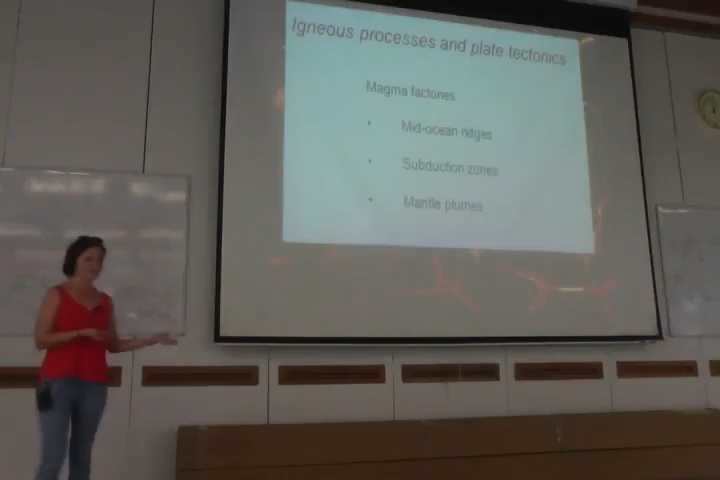 Igneous processes and plate tectonics
Magma factories
• Mid-ocean ridges
• Subduction zones
• Mantle plumes